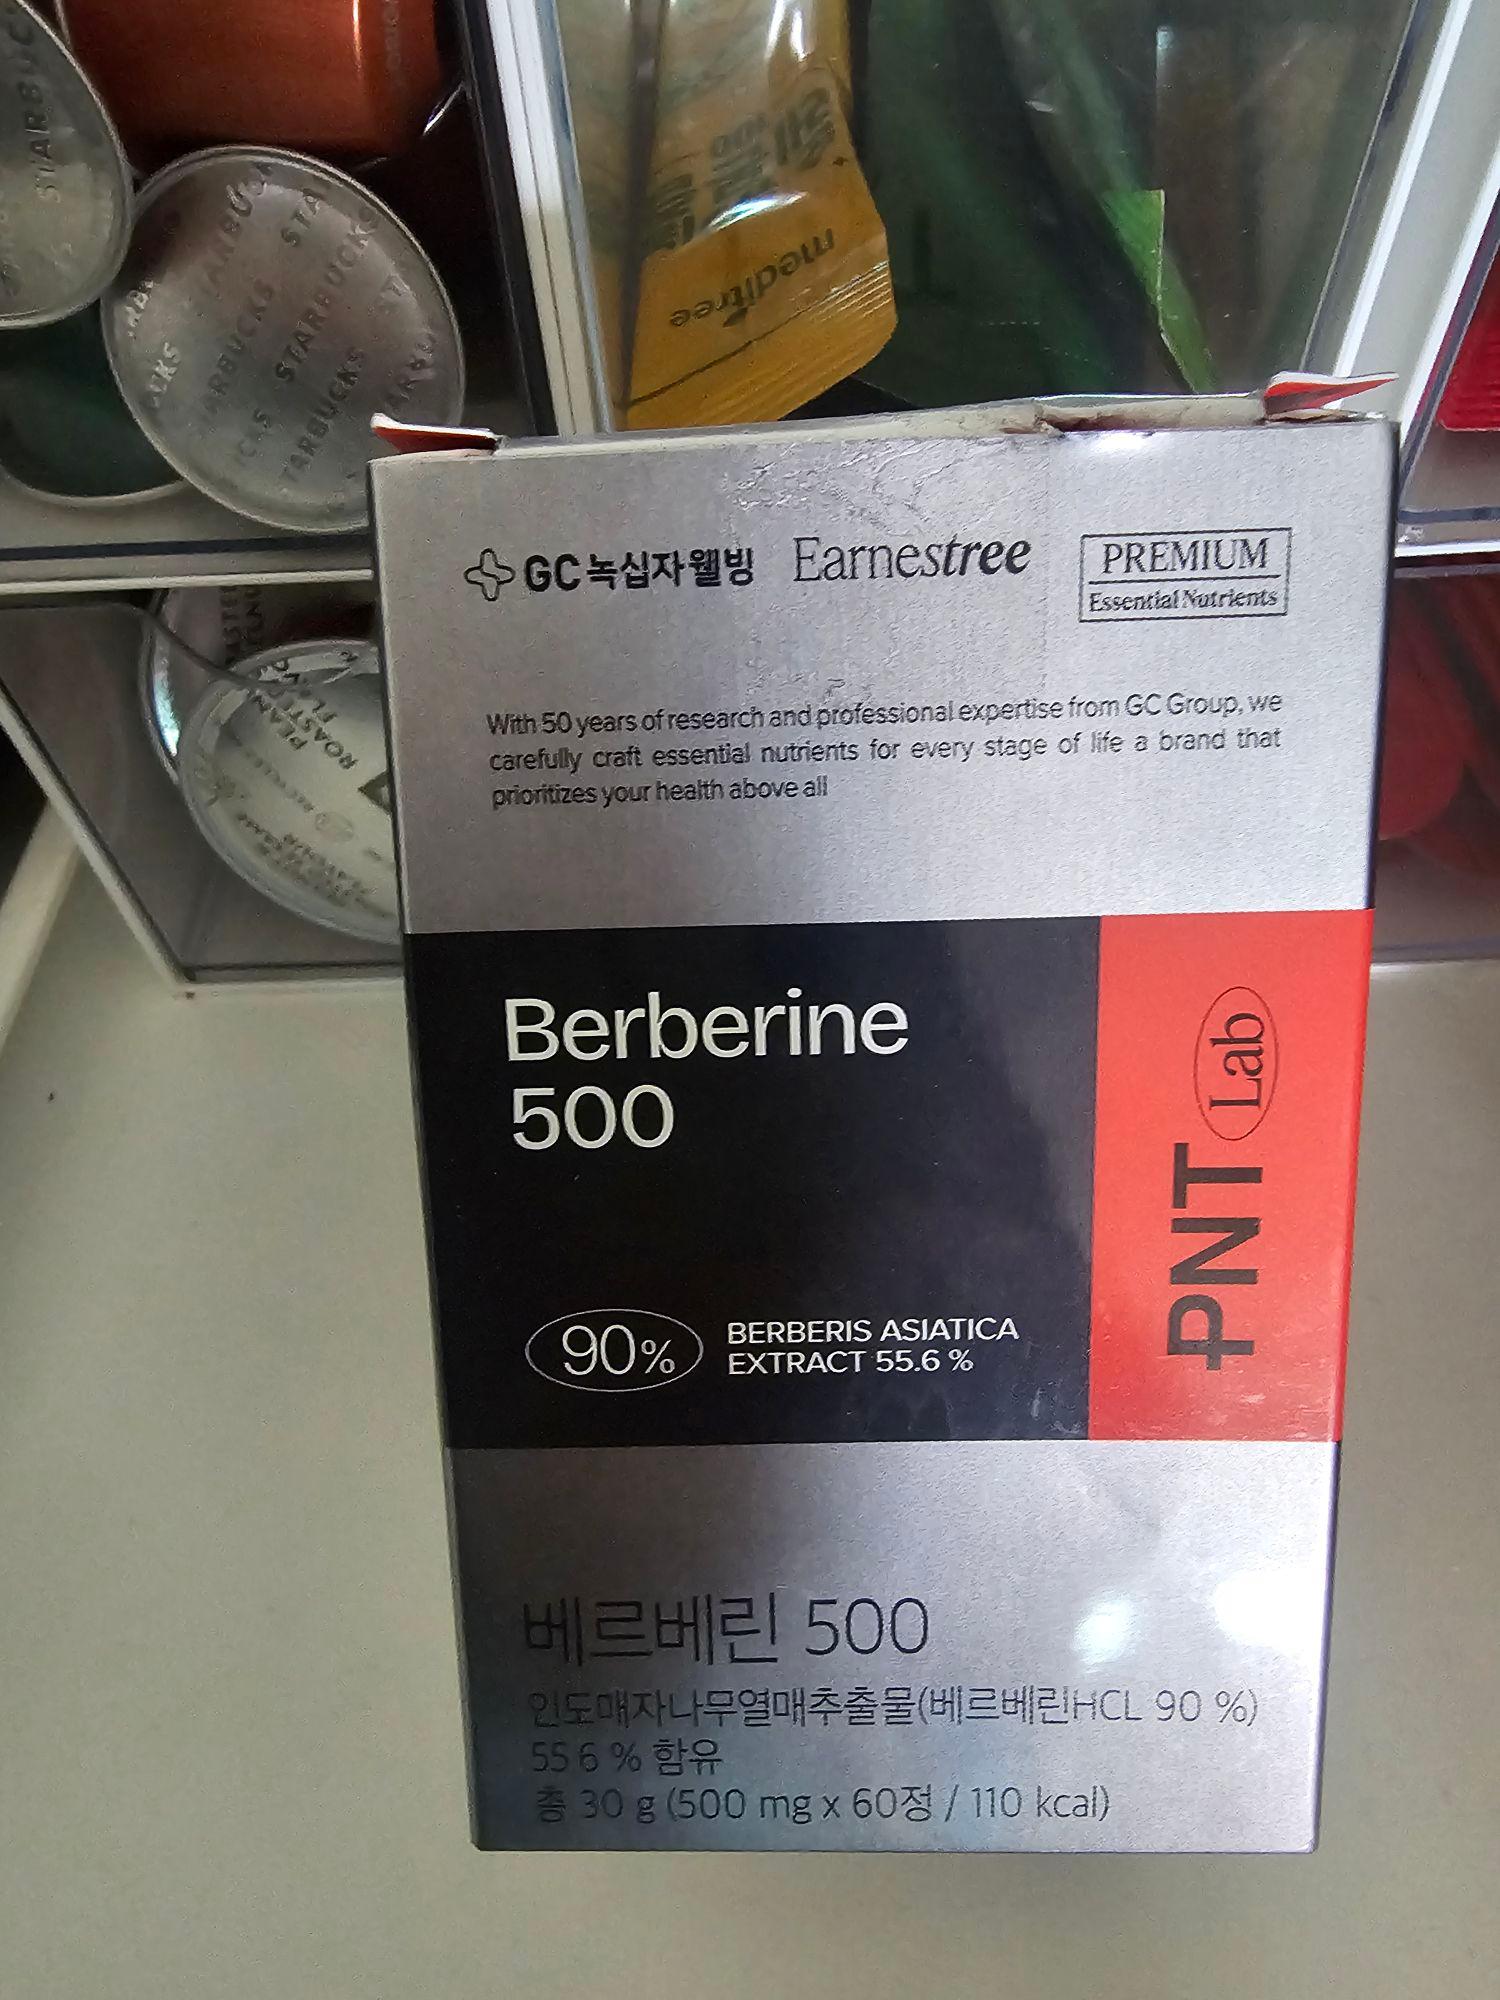 STARBUCKS
STARBUCKS
STARBUCKS
meditree
GC녹십자웰빙 Earnestree PREMIUM
Essential Nutrients
With 50 years of research and professional expertise from GC Group, we
carefully craft essential nutrients for every stage of life a brand that
prioritizes your health above all
Berberine
500
90% BERBERIS ASIATICA
EXTRACT 55.6 %
PNT Lab
베르베린 500
인도매자나무열매추출물(베르베린HCL 90 %)
55 6 % 함유
총 30 g (500 mg x 60정 / 110 kcal)